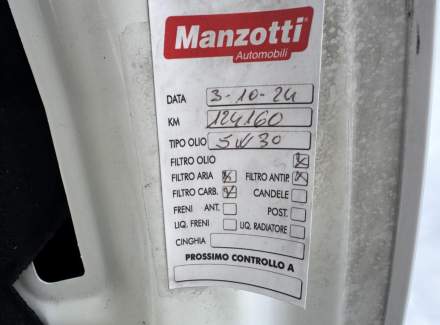 Manzotti
Automobili
DATA 3-10-24
KM 124160
TIPO OLIO 5W30
FILTRO OLIO X
FILTRO ARIA X FILTRO ANTIP. X
FILTRO CARB. X CANDELE
FRENI ANT. POST.
LIQ. FRENI LIQ. RADIATORE
CINGHIA
PROSSIMO CONTROLLO A